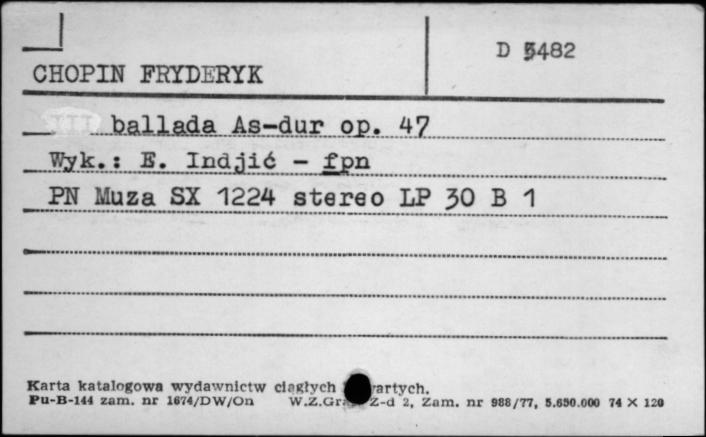 D 5482
CHOPIN FRYDERYK
III ballada As-dur op. 47
Wyk.: E. Indjić - fpn
PN Muza SX 1224 stereo LP 30 B 1
Karta katalogowa wydawnictw ciągłych
Pu-B-144 zam. nr 1674/DW/On W.Z.Graf. Z-d 2, Zam. nr 988/77, 5.650.000 74 X 120